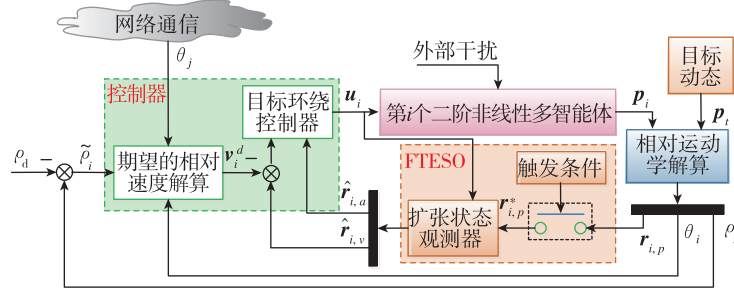 网络通信
θj
外部干扰
目标
动态
控制器
目标环绕
控制器
ui
第i个二阶非线性多智能体
pi
pt
ρd
−
ρ̃i
期望的相对
速度解算
vid
−
FTESO
触发条件
相对运动
学解算
r̂i,a
r̂i,v
扩张状态
观测器
r*i,p
ri,p
θi